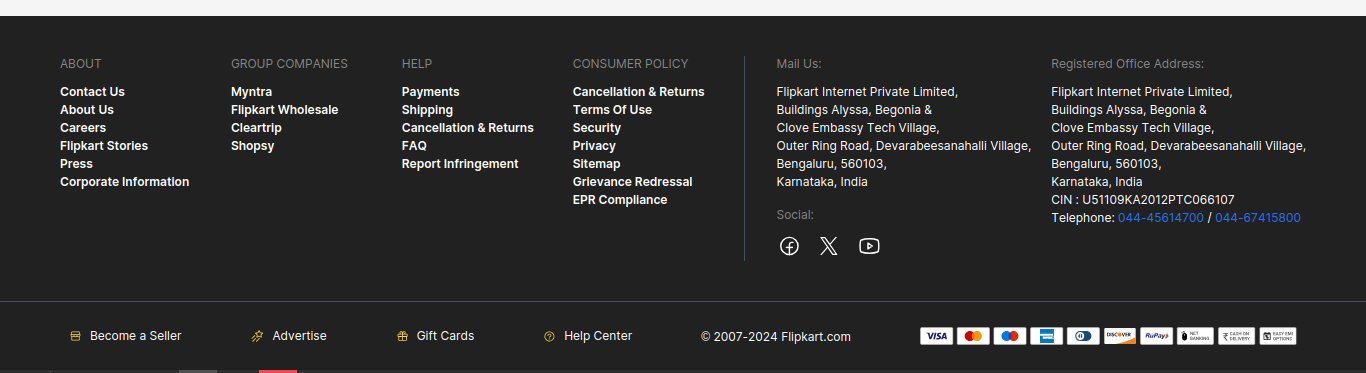 ABOUT
Contact Us
About Us
Careers
Flipkart Stories
Press
Corporate Information
GROUP COMPANIES
Myntra
Flipkart Wholesale
Cleartrip
Shopsy
HELP
Payments
Shipping
Cancellation & Returns
FAQ
Report Infringement
CONSUMER POLICY
Cancellation & Returns
Terms Of Use
Security
Privacy
Sitemap
Grievance Redressal
EPR Compliance
Mail Us:
Flipkart Internet Private Limited,
Buildings Alyssa, Begonia &
Clove Embassy Tech Village,
Outer Ring Road, Devarabeesanahalli Village,
Bengaluru, 560103,
Karnataka, India
Social:
Registered Office Address:
Flipkart Internet Private Limited,
Buildings Alyssa, Begonia &
Clove Embassy Tech Village,
Outer Ring Road, Devarabeesanahalli Village,
Bengaluru, 560103,
Karnataka, India
CIN : U51109KA2012PTC066107
Telephone: 044-45614700 / 044-67415800
Become a Seller
Advertise
Gift Cards
Help Center
© 2007-2024 Flipkart.com
VISA
DISCOVER
RuPay
NET
BANKING
CASH ON
DELIVERY
EASY EMI
OPTIONS